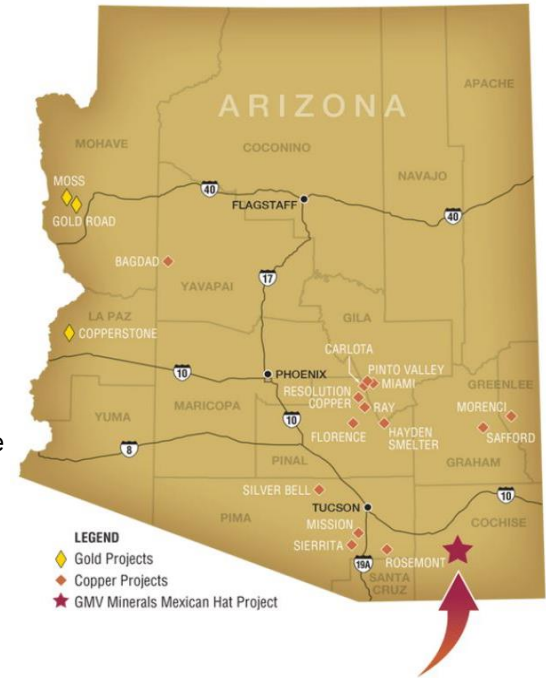 ARIZONA
APACHE
MOHAVE
COCONINO
NAVAJO
MOSS
40
FLAGSTAFF
40
GOLD ROAD
BAGDAD
17
YAVAPAI
LA PAZ
GILA
COPPERSTONE
CARLOTA
PINTO VALLEY
10
PHOENIX
MIAMI
GREENLEE
RESOLUTION
COPPER
RAY
MORENCI
YUMA
MARICOPA
10
FLORENCE
HAYDEN
SMELTER
SAFFORD
8
PINAL
GRAHAM
SILVER BELL
10
TUCSON
PIMA
COCHISE
MISSION
SIERRITA
19A
ROSEMONT
SANTA
CRUZ
LEGEND
Gold Projects
Copper Projects
GMV Minerals Mexican Hat Project
e